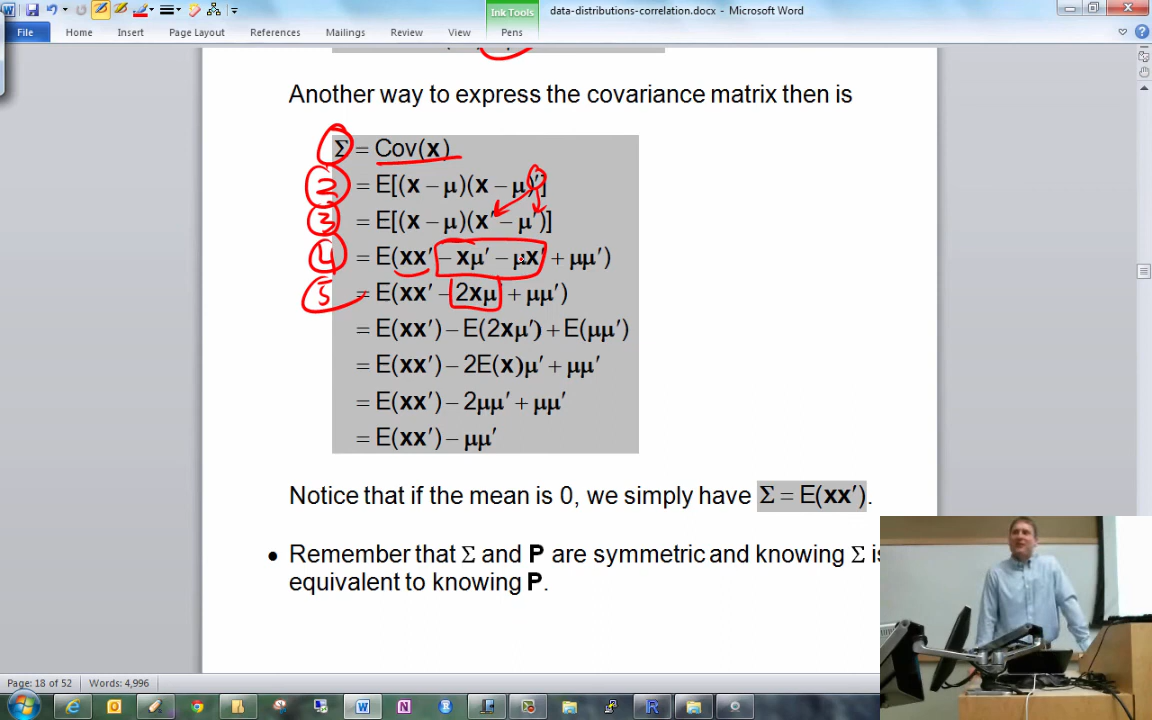 Ink Tools
data-distributions-correlation.docx - Microsoft Word
File Home Insert Page Layout References Mailings Review View Pens
Another way to express the covariance matrix then is
① Σ = Cov(x)
② = E[(x − μ)(x − μ)′]
③ = E[(x − μ)(x′ − μ′)]
④ = E(xx′ − xμ′ − μx′ + μμ′)
⑤ = E(xx′ − 2xμ′ + μμ′)
= E(xx′) − E(2xμ′) + E(μμ′)
= E(xx′) − 2E(x)μ′ + μμ′
= E(xx′) − 2μμ′ + μμ′
= E(xx′) − μμ′
Notice that if the mean is 0, we simply have Σ = E(xx′).
• Remember that Σ and P are symmetric and knowing Σ is
equivalent to knowing P.
Page: 18 of 52 Words: 4,996